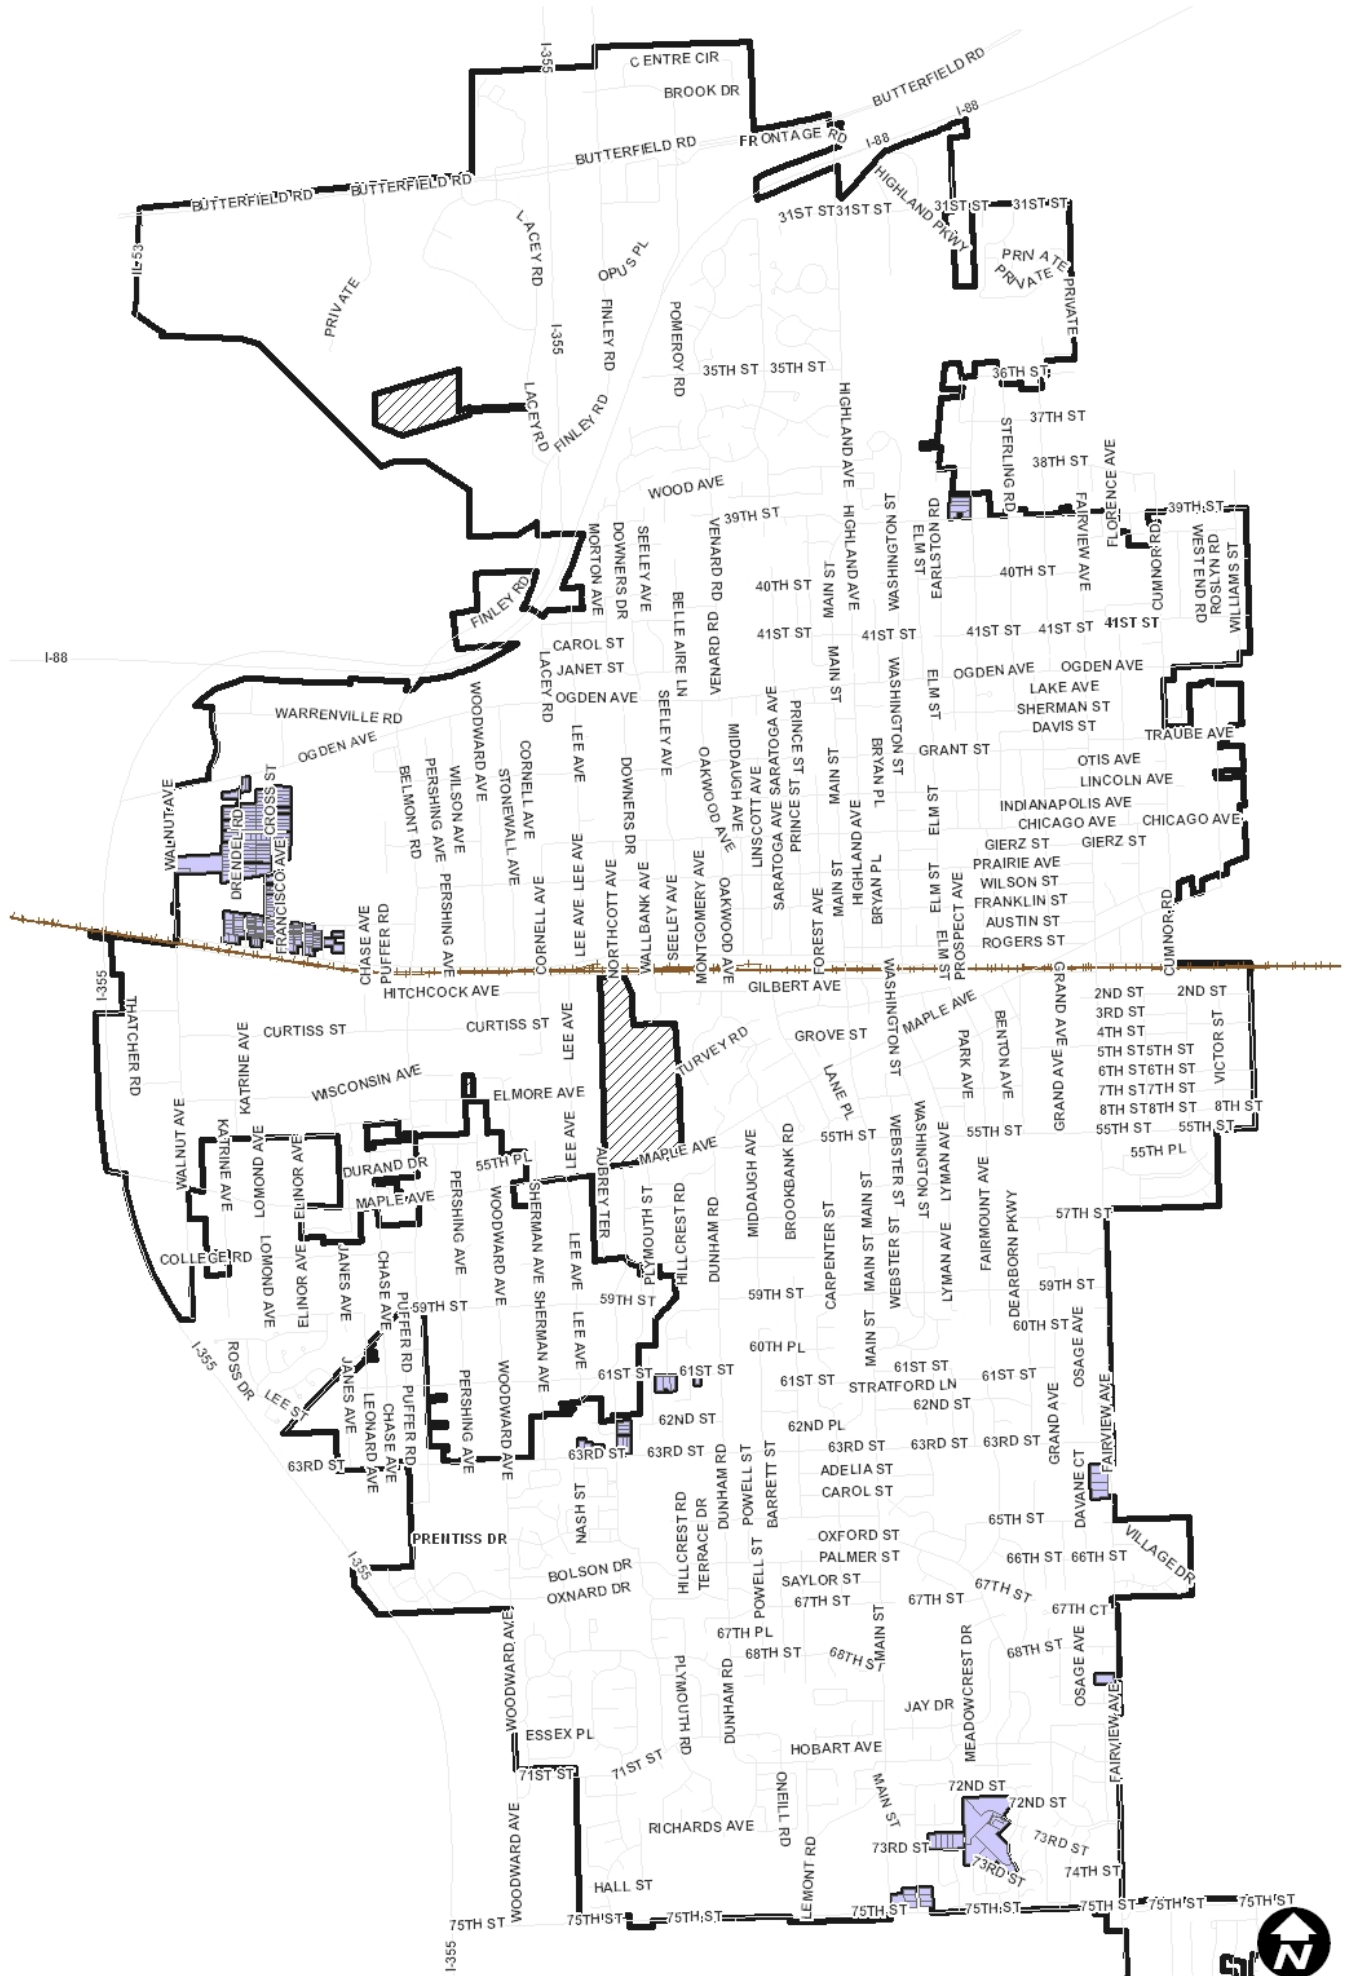 I-355
CENTRE CIR
BROOK DR
BUTTERFIELD RD
I-88
FRONTAGE RD
I-88
BUTTERFIELD RD
BUTTERFIELD RD
BUTTERFIELD RD
HIGHLAND PKWY
31ST ST
31ST ST
31ST ST
31ST ST
IL-53
LACEY RD
OPUS PL
PRIVATE
PRIVATE
PRIVATE
PRIVATE
I-355
FINLEY RD
POMEROY RD
35TH ST
35TH ST
36TH ST
LACEY RD
FINLEY RD
HIGHLAND AVE
STERLING RD
37TH ST
38TH ST
FLORENCE AVE
WOOD AVE
39TH ST
39TH ST
MORTON AVE
DOWNERS DR
SEELEY AVE
VENARD RD
HIGHLAND AVE
WASHINGTON ST
ELM ST
EARLSTON RD
FAIRVIEW AVE
CUMNOR RD
WEST END RD
ROSLYN RD
WILLIAMS ST
FINLEY RD
BELLE AIRE LN
40TH ST
MAIN ST
40TH ST
VENARD RD
41ST ST
41ST ST
41ST ST
41ST ST
41ST ST
I-88
CAROL ST
JANET ST
LACEY RD
OGDEN AVE
MAIN ST
WASHINGTON ST
ELM ST
OGDEN AVE
OGDEN AVE
LAKE AVE
SHERMAN ST
DAVIS ST
TRAUBE AVE
WARRENVILLE RD
OGDEN AVE
WOODWARD AVE
SEELEY AVE
SARATOGA AVE
PRINCE ST
GRANT ST
OTIS AVE
LINCOLN AVE
INDIANAPOLIS AVE
CHICAGO AVE
CHICAGO AVE
GIERZ ST
GIERZ ST
PRAIRIE AVE
WILSON ST
FRANKLIN ST
AUSTIN ST
ROGERS ST
WALNUT AVE
DRENDEL RD
CROSS ST
FRANCISCO AVE
BELMONT RD
PERSHING AVE
WILSON AVE
STONEWALL AVE
CORNELL AVE
LEE AVE
DOWNERS DR
OAKWOOD AVE
MIDDAUGH AVE
LINSCOTT AVE
SARATOGA AVE
PRINCE ST
MAIN ST
HIGHLAND AVE
BRYAN PL
ELM ST
CHASE AVE
PUFFER RD
PERSHING AVE
CORNELL AVE
LEE AVE
LEE AVE
NORTHCOTT AVE
WALLBANK AVE
SEELEY AVE
MONTGOMERY AVE
OAKWOOD AVE
FOREST AVE
MAIN ST
BRYAN PL
ELM ST
ELM ST
PROSPECT AVE
CUMNOR RD
I-355
THATCHER RD
HITCHCOCK AVE
GILBERT AVE
CURTISS ST
CURTISS ST
LEE AVE
TURVEY RD
GROVE ST
WASHINGTON ST
MAPLE AVE
PARK AVE
BENTON AVE
GRAND AVE
GRAND AVE
2ND ST
2ND ST
3RD ST
4TH ST
5TH ST
5TH ST
6TH ST
6TH ST
7TH ST
7TH ST
8TH ST
8TH ST
8TH ST
VICTOR ST
KATRINE AVE
WISCONSIN AVE
ELMORE AVE
LANE PL
WALNUT AVE
KATRINE AVE
LOMOND AVE
ELINOR AVE
DURAND DR
MAPLE AVE
55TH PL
LEE AVE
AUBREY TER
MAPLE AVE
55TH ST
55TH ST
55TH ST
55TH ST
55TH PL
PERSHING AVE
WOODWARD AVE
SHERMAN AVE
PLYMOUTH ST
HILLCREST RD
DUNHAM RD
MIDDAUGH AVE
BROOKBANK RD
CARPENTER ST
MAIN ST
MAIN ST
WEBSTER ST
WEBSTER ST
WASHINGTON ST
LYMAN AVE
LYMAN AVE
FAIRMOUNT AVE
DEARBORN PKWY
57TH ST
COLLEGE RD
LOMOND AVE
ELINOR AVE
JANES AVE
CHASE AVE
PUFFER RD
59TH ST
SHERMAN AVE
LEE AVE
LEE AVE
59TH ST
59TH ST
59TH ST
60TH ST
60TH PL
OSAGE AVE
I-355
ROSS DR
LEE ST
JANES AVE
LEONARD AVE
CHASE AVE
PUFFER RD
PERSHING AVE
WOODWARD AVE
61ST ST
61ST ST
61ST ST
MAIN ST
61ST ST
61ST ST
STRATFORD LN
62ND ST
62ND ST
62ND PL
63RD ST
63RD ST
63RD ST
63RD ST
63RD ST
63RD ST
GRAND AVE
FAIRVIEW AVE
ADELIA ST
CAROL ST
NASH ST
HILLCREST RD
TERRACE DR
DUNHAM RD
POWELL ST
BARRETT ST
DAVANE CT
65TH ST
PRENTISS DR
OXFORD ST
PALMER ST
66TH ST
66TH ST
VILLAGE DR
I-355
BOLSON DR
OXNARD DR
POWELL ST
SAYLOR ST
67TH ST
67TH ST
67TH ST
67TH CT
WOODWARD AVE
67TH PL
68TH ST
68TH ST
MAIN ST
68TH ST
OSAGE AVE
PLYMOUTH RD
DUNHAM RD
MEADOWCREST DR
JAY DR
ESSEX PL
HOBART AVE
FAIRVIEW AVE
71ST ST
71ST ST
ONEILL RD
MAIN ST
72ND ST
72ND ST
WOODWARD AVE
RICHARDS AVE
73RD ST
73RD ST
73RD ST
74TH ST
LEMONT RD
HALL ST
75TH ST
75TH ST
75TH ST
75TH ST
75TH ST
75TH ST
75TH ST
75TH ST
I-355
N